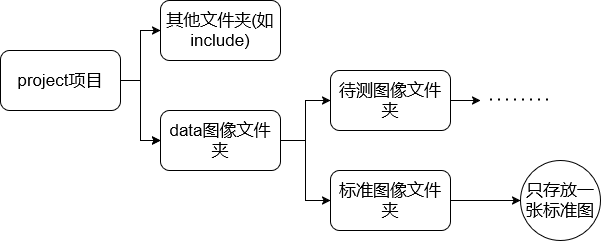 其他文件夹(如
include)
project项目
data图像文件
夹
待测图像文件
夹
········
标准图像文件
夹
只存放一
张标准图